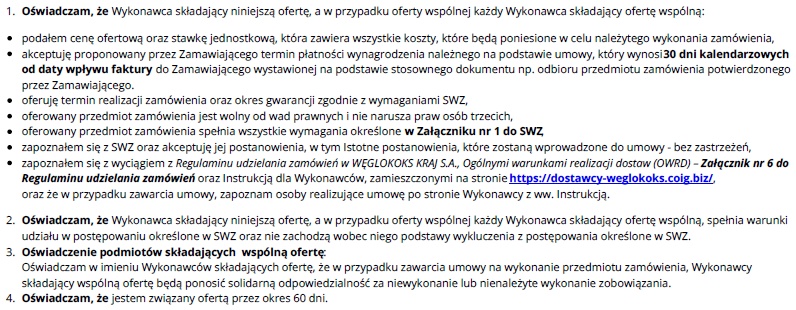 1. Oświadczam, że Wykonawca składający niniejszą ofertę, a w przypadku oferty wspólnej każdy Wykonawca składający ofertę wspólną:
• podałem cenę ofertową oraz stawkę jednostkową, która zawiera wszystkie koszty, które będą poniesione w celu należytego wykonania zamówienia,
• akceptuję proponowany przez Zamawiającego termin płatności wynagrodzenia należnego na podstawie umowy, który wynosi 30 dni kalendarzowych
od daty wpływu faktury do Zamawiającego wystawionej na podstawie stosownego dokumentu np. odbioru przedmiotu zamówienia potwierdzonego
przez Zamawiającego.
• oferuję termin realizacji zamówienia oraz okres gwarancji zgodnie z wymaganiami SWZ,
• oferowany przedmiot zamówienia jest wolny od wad prawnych i nie narusza praw osób trzecich,
• oferowany przedmiot zamówienia spełnia wszystkie wymagania określone w Załączniku nr 1 do SWZ,
• zapoznałem się z SWZ oraz akceptuję jej postanowienia, w tym Istotne postanowienia, które zostaną wprowadzone do umowy - bez zastrzeżeń,
• zapoznałem się z wyciągiem z Regulaminu udzielania zamówień w WĘGLOKOKS KRAJ S.A., Ogólnymi warunkami realizacji dostaw (OWRD) – Załącznik nr 6 do
Regulaminu udzielania zamówień oraz Instrukcją dla Wykonawców, zamieszczonymi na stronie https://dostawcy-weglokoks.coig.biz/,
oraz że w przypadku zawarcia umowy, zapoznam osoby realizujące umowę po stronie Wykonawcy z ww. Instrukcją.
2. Oświadczam, że Wykonawca składający niniejszą ofertę, a w przypadku oferty wspólnej każdy Wykonawca składający ofertę wspólną, spełnia warunki
udziału w postępowaniu określone w SWZ oraz nie zachodzą wobec niego podstawy wykluczenia z postępowania określone w SWZ.
3. Oświadczenie podmiotów składających wspólną ofertę:
Oświadczam w imieniu Wykonawców składających ofertę, że w przypadku zawarcia umowy na wykonanie przedmiotu zamówienia, Wykonawcy
składający wspólną ofertę będą ponosić solidarną odpowiedzialność za niewykonanie lub nienależyte wykonanie zobowiązania.
4. Oświadczam, że jestem związany ofertą przez okres 60 dni.